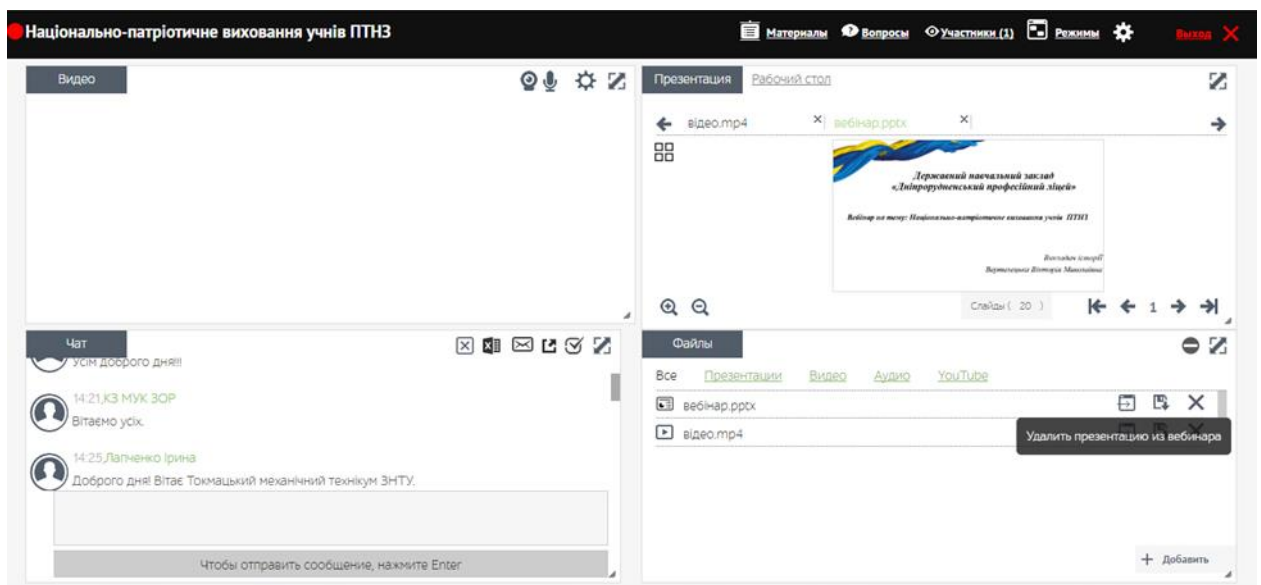 Національно-патріотичне виховання учнів ПТНЗ
Материалы Вопросы Участники (1) Режимы Выход
Видео
Презентация Рабочий стол
відео.mp4 вебінар.pptx
Державний навчальний заклад
«Дніпрорудненський професійний ліцей»
Вебінар на тему: Національно-патріотичне виховання учнів ПТНЗ
Викладач історії
Вікторія Миколаївна
Слайды ( 20 ) 1
Чат
Усім доброго дня!!!
14:21,КЗ МУК ЗОР
Вітаємо усіх.
14:25,Лапченко Ірина
Доброго дня! Вітає Токмацький механічний технікум ЗНТУ.
Чтобы отправить сообщение, нажмите Enter
Файлы
Все Презентации Видео Аудио YouTube
вебінар.pptx
відео.mp4
Удалить презентацию из вебинара
+ Добавить